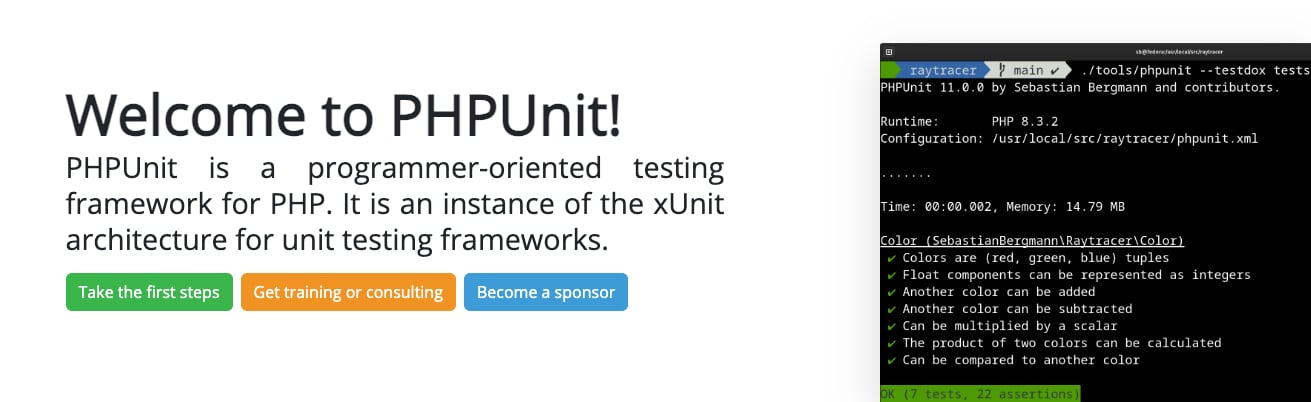 Welcome to PHPUnit!
PHPUnit is a programmer-oriented testing
framework for PHP. It is an instance of the xUnit
architecture for unit testing frameworks.
Take the first steps
Get training or consulting
Become a sponsor
sb@fedora:/usr/local/src/raytracer
raytracer main ✔ ./tools/phpunit --testdox tests
PHPUnit 11.0.0 by Sebastian Bergmann and contributors.
Runtime: PHP 8.3.2
Configuration: /usr/local/src/raytracer/phpunit.xml
.......
Time: 00:00.002, Memory: 14.79 MB
Color (SebastianBergmann\Raytracer\Color)
✔ Colors are (red, green, blue) tuples
✔ Float components can be represented as integers
✔ Another color can be added
✔ Another color can be subtracted
✔ Can be multiplied by a scalar
✔ The product of two colors can be calculated
✔ Can be compared to another color
OK (7 tests, 22 assertions)